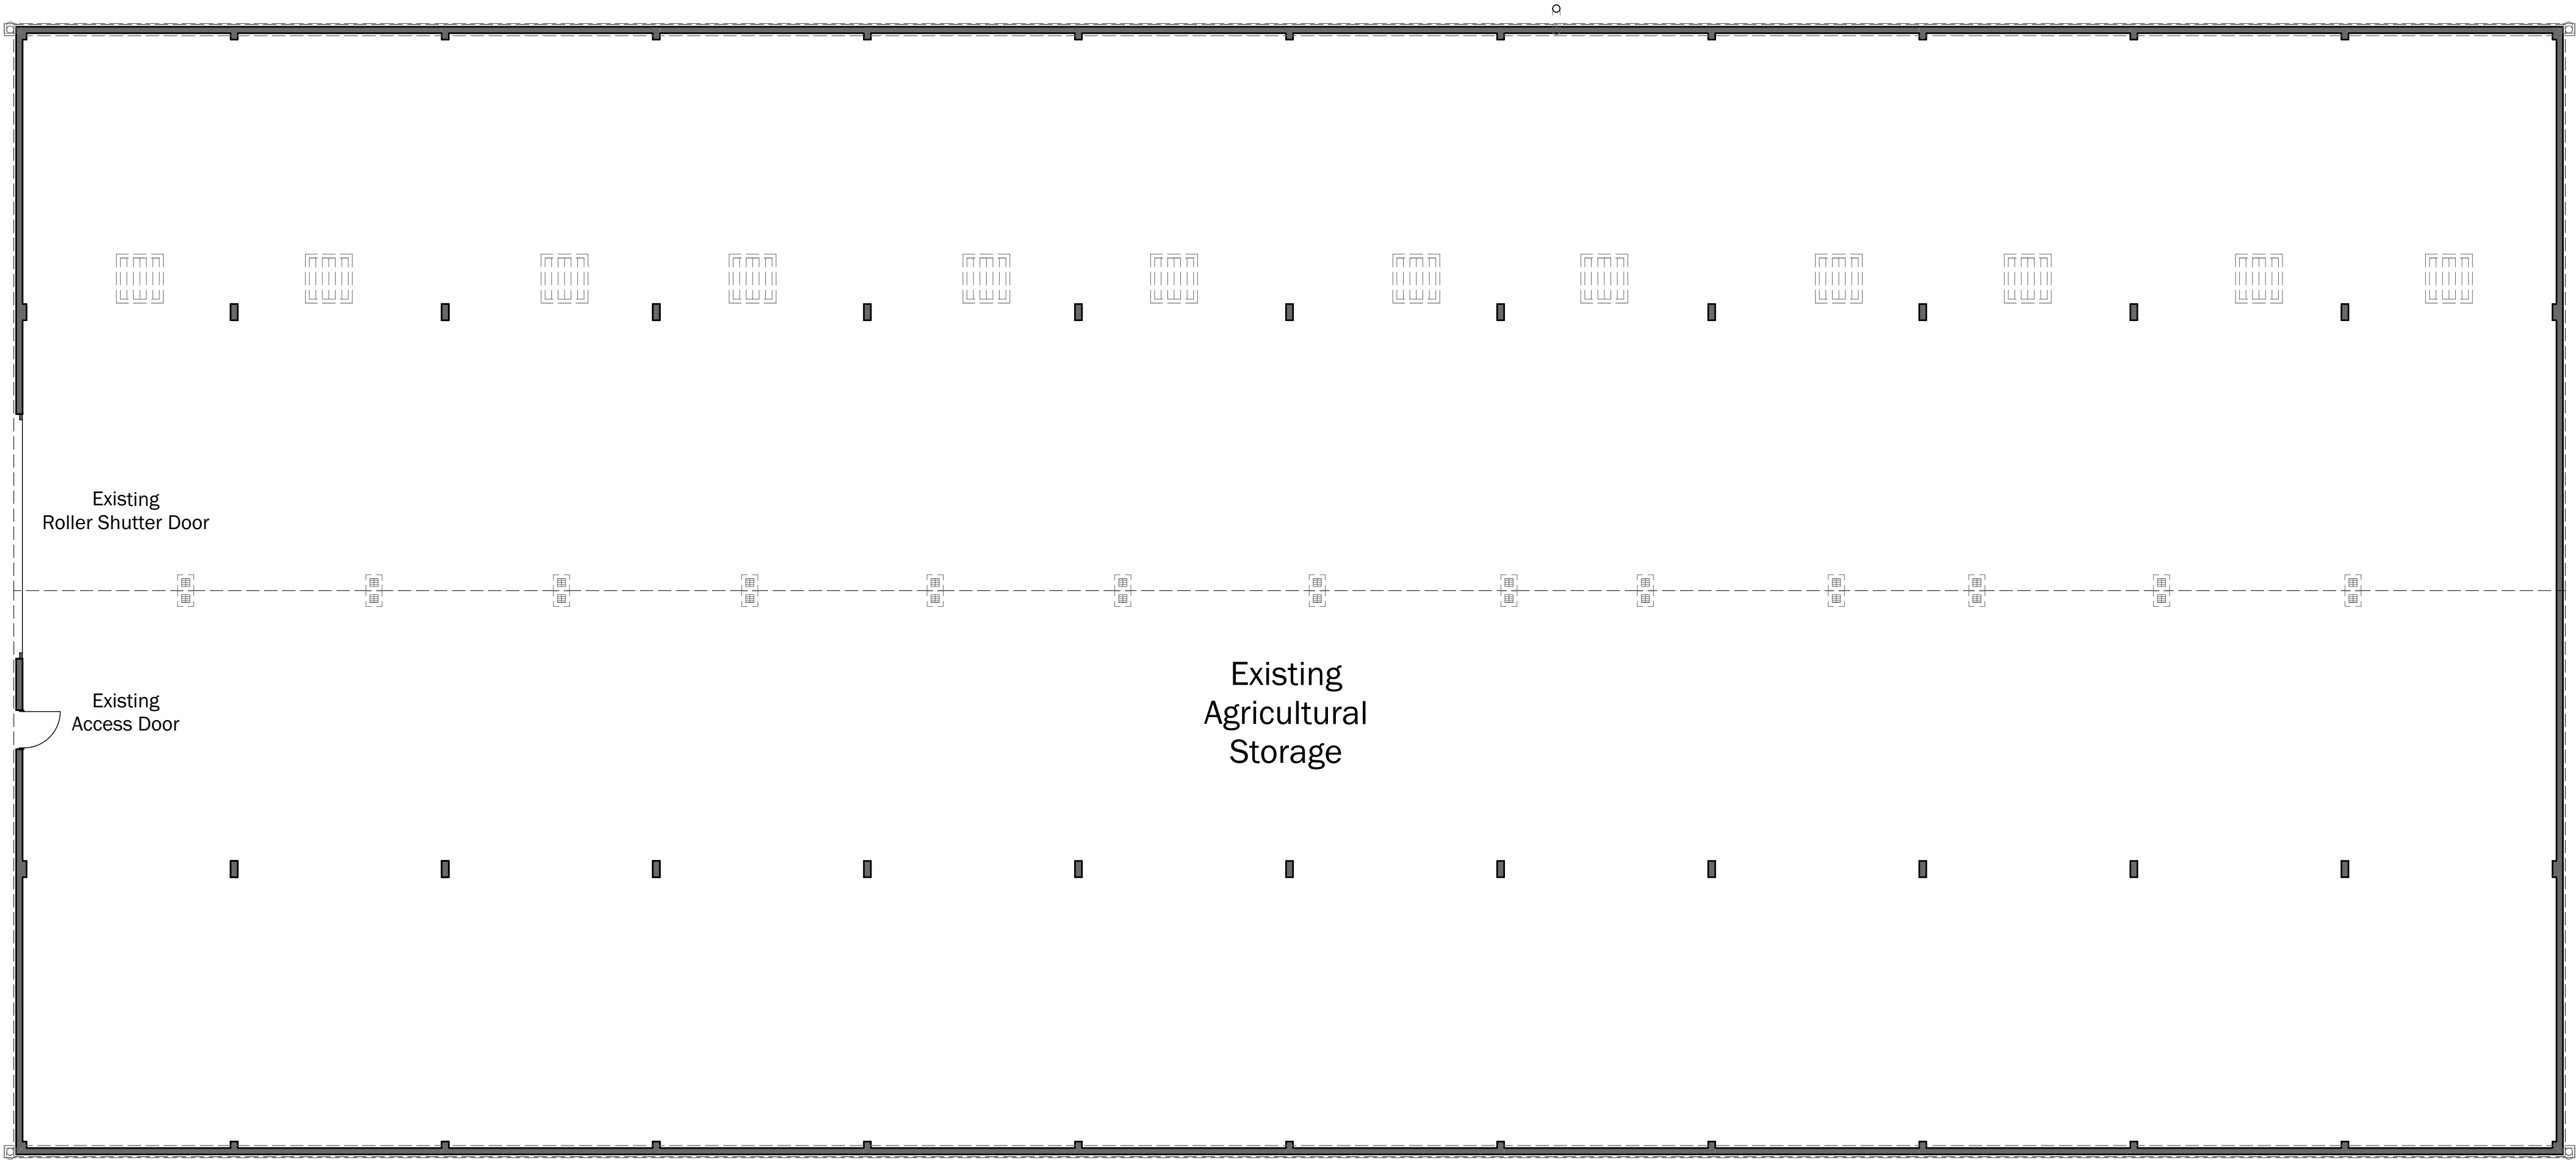 Existing
Roller Shutter Door
Existing
Agricultural
Storage
Existing
Access Door